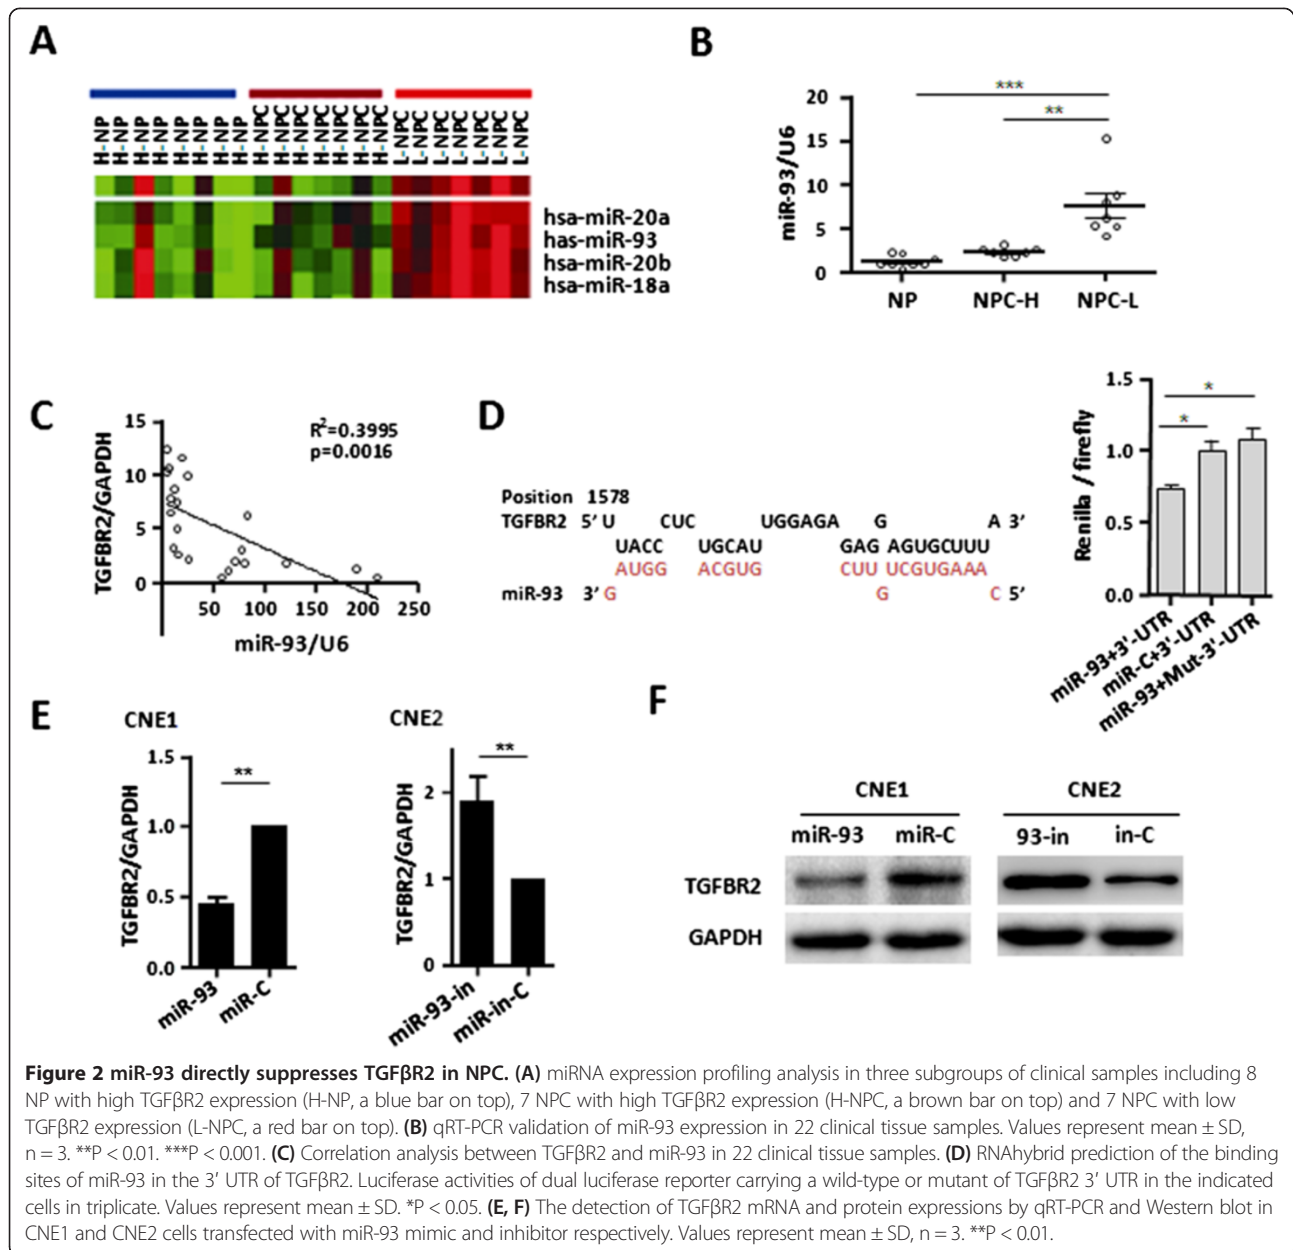 A
H-NP H-NP H-NP H-NP H-NP H-NP H-NP H-NP H-NPC H-NPC H-NPC H-NPC H-NPC H-NPC H-NPC L-NPC L-NPC L-NPC L-NPC L-NPC L-NPC L-NPC
hsa-miR-20a
has-miR-93
hsa-miR-20b
hsa-miR-18a
B
miR-93/U6
20
15
10
5
0
***
**
NP NPC-H NPC-L
C
TGFBR2/GAPDH
15
10
5
0
R²=0.3995
p=0.0016
50 100 150 200 250
miR-93/U6
D
Position 1578
TGFBR2 5’ U CUC UGGAGA G A 3’
UACC UGCAU GAG AGUGCUUU
AUGG ACGUG CUU UCGUGAAA
miR-93 3’ G G C 5’
Renilla / firefly
1.5
1.0
0.5
0.0
*
*
miR-93+3'-UTR
miR-C+3'-UTR
miR-93+Mut-3'-UTR
E
CNE1
TGFBR2/GAPDH
1.5
1.0
0.5
0.0
**
miR-93
miR-C
CNE2
TGFBR2/GAPDH
2
1
0
**
miR-93-in
miR-in-C
F
CNE1 CNE2
miR-93 miR-C 93-in in-C
TGFBR2
GAPDH
Figure 2 miR-93 directly suppresses TGFβR2 in NPC. (A) miRNA expression profiling analysis in three subgroups of clinical samples including 8
NP with high TGFβR2 expression (H-NP, a blue bar on top), 7 NPC with high TGFβR2 expression (H-NPC, a brown bar on top) and 7 NPC with low
TGFβR2 expression (L-NPC, a red bar on top). (B) qRT-PCR validation of miR-93 expression in 22 clinical tissue samples. Values represent mean ± SD,
n = 3. **P < 0.01. ***P < 0.001. (C) Correlation analysis between TGFβR2 and miR-93 in 22 clinical tissue samples. (D) RNAhybrid prediction of the binding
sites of miR-93 in the 3′ UTR of TGFβR2. Luciferase activities of dual luciferase reporter carrying a wild-type or mutant of TGFβR2 3′ UTR in the indicated
cells in triplicate. Values represent mean ± SD. *P < 0.05. (E, F) The detection of TGFβR2 mRNA and protein expressions by qRT-PCR and Western blot in
CNE1 and CNE2 cells transfected with miR-93 mimic and inhibitor respectively. Values represent mean ± SD, n = 3. **P < 0.01.